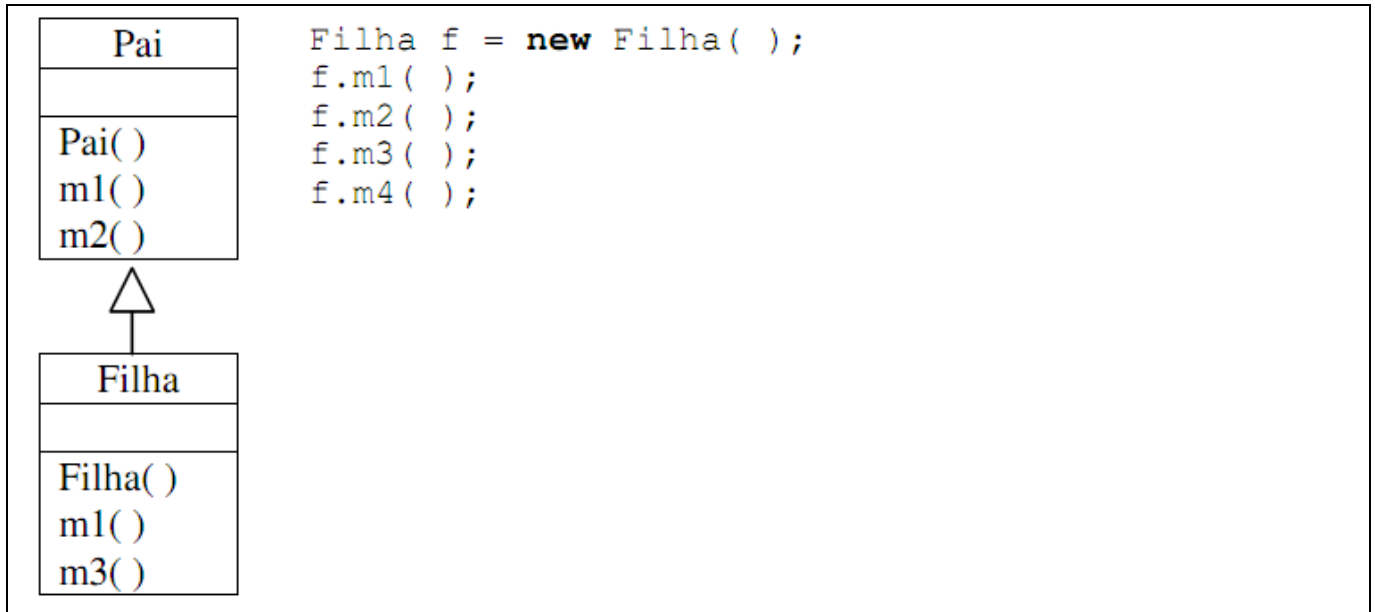 Pai
Pai( )
m1( )
m2( )
Filha
Filha( )
m1( )
m3( )
Filha f = new Filha( );
f.m1( );
f.m2( );
f.m3( );
f.m4( );